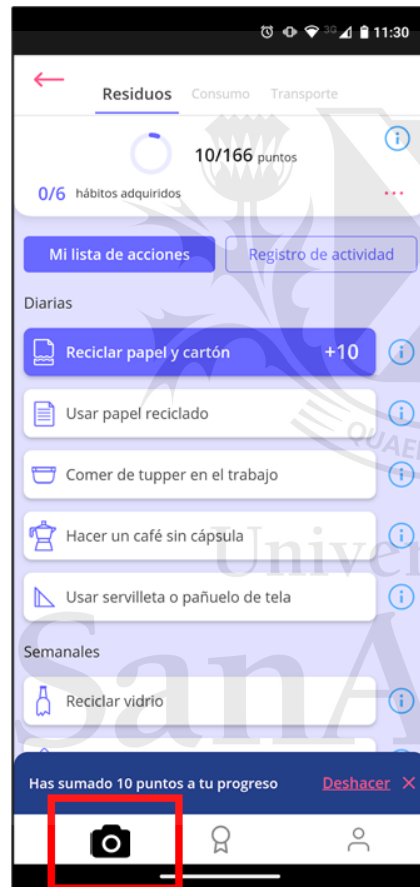 3G 11:30
Residuos Consumo Transporte
10/166 puntos
0/6 hábitos adquiridos
Mi lista de acciones Registro de actividad
Diarias
Reciclar papel y cartón +10
Usar papel reciclado
Comer de tupper en el trabajo
Hacer un café sin cápsula
Usar servilleta o pañuelo de tela
Semanales
Reciclar vidrio
Has sumado 10 puntos a tu progreso Deshacer